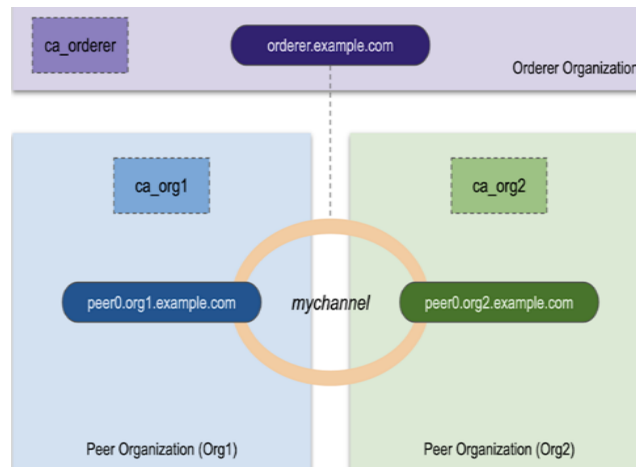 ca_orderer
orderer.example.com
Orderer Organization
ca_org1
ca_org2
peer0.org1.example.com
mychannel
peer0.org2.example.com
Peer Organization (Org1)
Peer Organization (Org2)